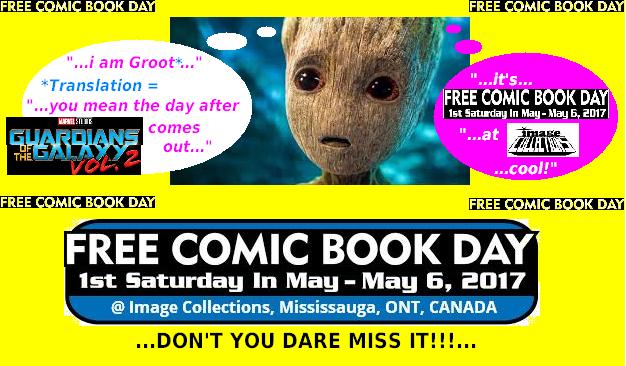 FREE COMIC BOOK DAY
FREE COMIC BOOK DAY
"...i am Groot*..."
*Translation =
"...you mean the day after
MARVEL STUDIOS
GUARDIANS
OF THE
GALAXY
VOL. 2
comes
out..."
"...it's...
FREE COMIC BOOK DAY
1st Saturday In May - May 6, 2017
"...at
image
COLLECTIONS
...cool!"
FREE COMIC BOOK DAY
FREE COMIC BOOK DAY
FREE COMIC BOOK DAY
1st Saturday In May - May 6, 2017
@ Image Collections, Mississauga, ONT, CANADA
...DON'T YOU DARE MISS IT!!!...